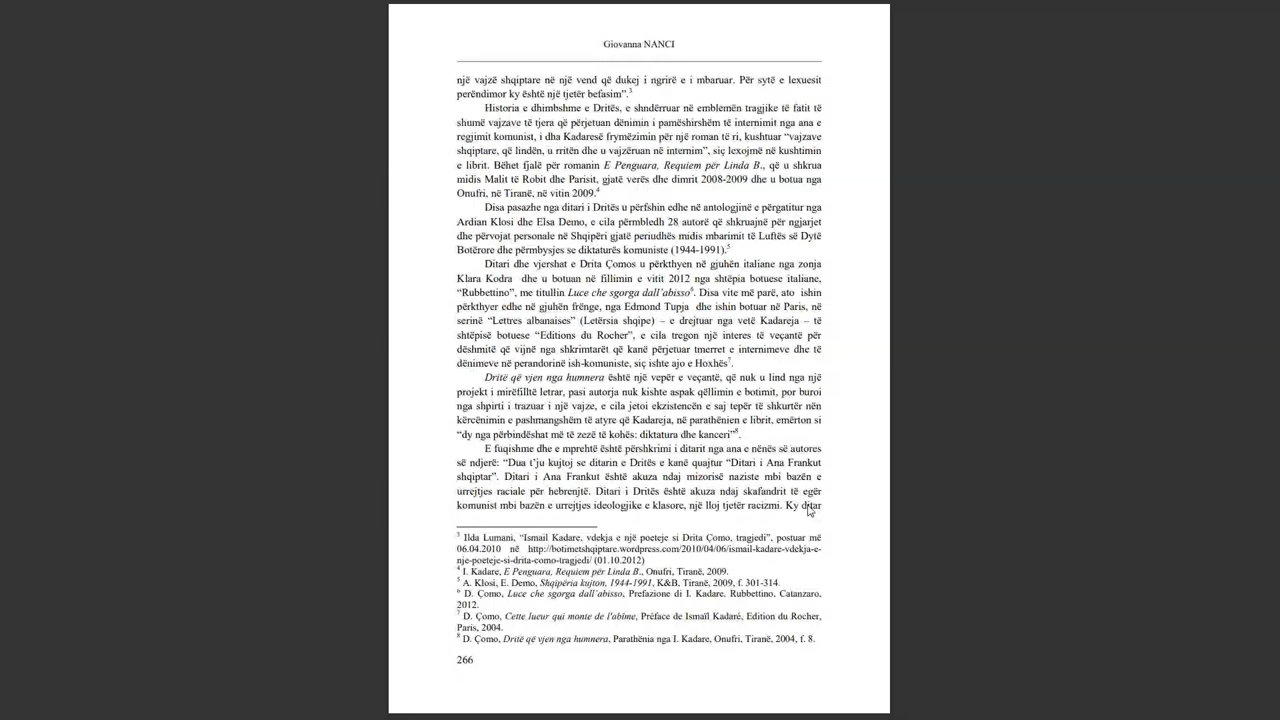 Giovanna NANCI
një vajzë shqiptare në një vend që dukej i ngrirë e i mbaruar. Për sytë e lexuesit
perëndimor ky është një tjetër befasim”.3
Historia e dhimbshme e Dritës, e shndërruar në emblemën tragjike të fatit të
shumë vajzave të tjera që përjetuan dënimin i pamëshirshëm të internimit nga ana e
regjimit komunist, i dha Kadaresë frymëzimin për një roman të ri, kushtuar “vajzave
shqiptare, që lindën, u rritën dhe u vajzëruan në internim”, siç lexojmë në kushtimin
e librit. Bëhet fjalë për romanin E Penguara, Requiem për Linda B., që u shkrua
midis Malit të Robit dhe Parisit, gjatë verës dhe dimrit 2008-2009 dhe u botua nga
Onufri, në Tiranë, në vitin 2009.4
Disa pasazhe nga ditari i Dritës u përfshin edhe në antologjinë e përgatitur nga
Ardian Klosi dhe Elsa Demo, e cila përmbledh 28 autorë që shkruajnë për ngjarjet
dhe përvojat personale në Shqipëri gjatë periudhës midis mbarimit të Luftës së Dytë
Botërore dhe përmbysjes se diktaturës komuniste (1944-1991).5
Ditari dhe vjershat e Drita Çomos u përkthyen në gjuhën italiane nga zonja
Klara Kodra dhe u botuan në fillimin e vitit 2012 nga shtëpia botuese italiane,
“Rubbettino”, me titullin Luce che sgorga dall’abisso6. Disa vite më parë, ato ishin
përkthyer edhe në gjuhën frënge, nga Edmond Tupja dhe ishin botuar në Paris, në
serinë “Lettres albanaises” (Letërsia shqipe) – e drejtuar nga vetë Kadareja – të
shtëpisë botuese “Editions du Rocher”, e cila tregon një interes të veçantë për
dëshmitë që vijnë nga shkrimtarët që kanë përjetuar tmerret e internimeve dhe të
dënimeve në perandorinë ish-komuniste, siç ishte ajo e Hoxhës7.
Dritë që vjen nga humnera është një vepër e veçantë, që nuk u lind nga një
projekt i mirëfilltë letrar, pasi autorja nuk kishte aspak qëllimin e botimit, por buroi
nga shpirti i trazuar i një vajze, e cila jetoi ekzistencën e saj tepër të shkurtër nën
kërcënimin e pashmangshëm të atyre që Kadareja, në parathënien e librit, emërton si
“dy nga përbindëshat më të zezë të kohës: diktatura dhe kanceri”8.
E fuqishme dhe e mprehtë është përshkrimi i ditarit nga ana e nënës së autores
së ndjerë: “Dua t’ju kujtoj se ditarin e Dritës e kanë quajtur “Ditari i Ana Frankut
shqiptar”. Ditari i Ana Frankut është akuza ndaj mizorisë naziste mbi bazën e
urrejtjes raciale për hebrenjtë. Ditari i Dritës është akuza ndaj skafandrit të egër
komunist mbi bazën e urrejtjes ideologjike e klasore, një lloj tjetër racizmi. Ky ditar
3 Ilda Lumani, “Ismail Kadare, vdekja e një poeteje si Drita Çomo, tragjedi”, postuar më
06.04.2010 në http://botimetshqiptare.wordpress.com/2010/04/06/ismail-kadare-vdekja-e-
nje-poeteje-si-drita-como-tragjedi/ (01.10.2012)
4 I. Kadare, E Penguara, Requiem për Linda B., Onufri, Tiranë, 2009.
5 A. Klosi, E. Demo, Shqipëria kujton, 1944-1991, K&B, Tiranë, 2009, f. 301-314.
6 D. Çomo, Luce che sgorga dall’abisso, Prefazione di I. Kadare, Rubbettino, Catanzaro,
2012.
7 D. Çomo, Cette lueur qui monte de l'abîme, Préface de Ismaïl Kadaré, Edition du Rocher,
Paris, 2004.
8 D. Çomo, Dritë që vjen nga humnera, Parathënia nga I. Kadare, Onufri, Tiranë, 2004, f. 8.
266